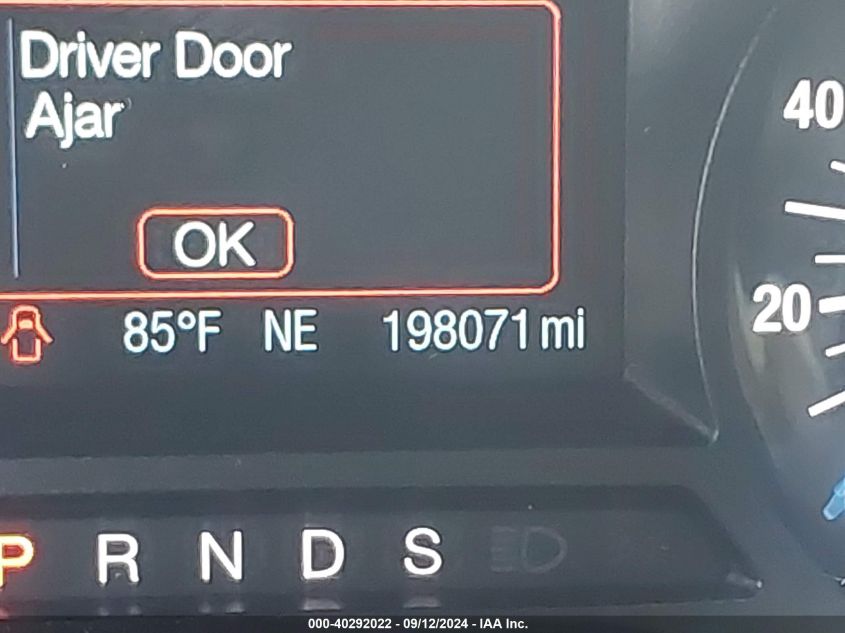 Driver Door
Ajar
OK
85°F NE 198071 mi
40
20
P R N D S
000-40292022 - 09/12/2024 - IAA Inc.